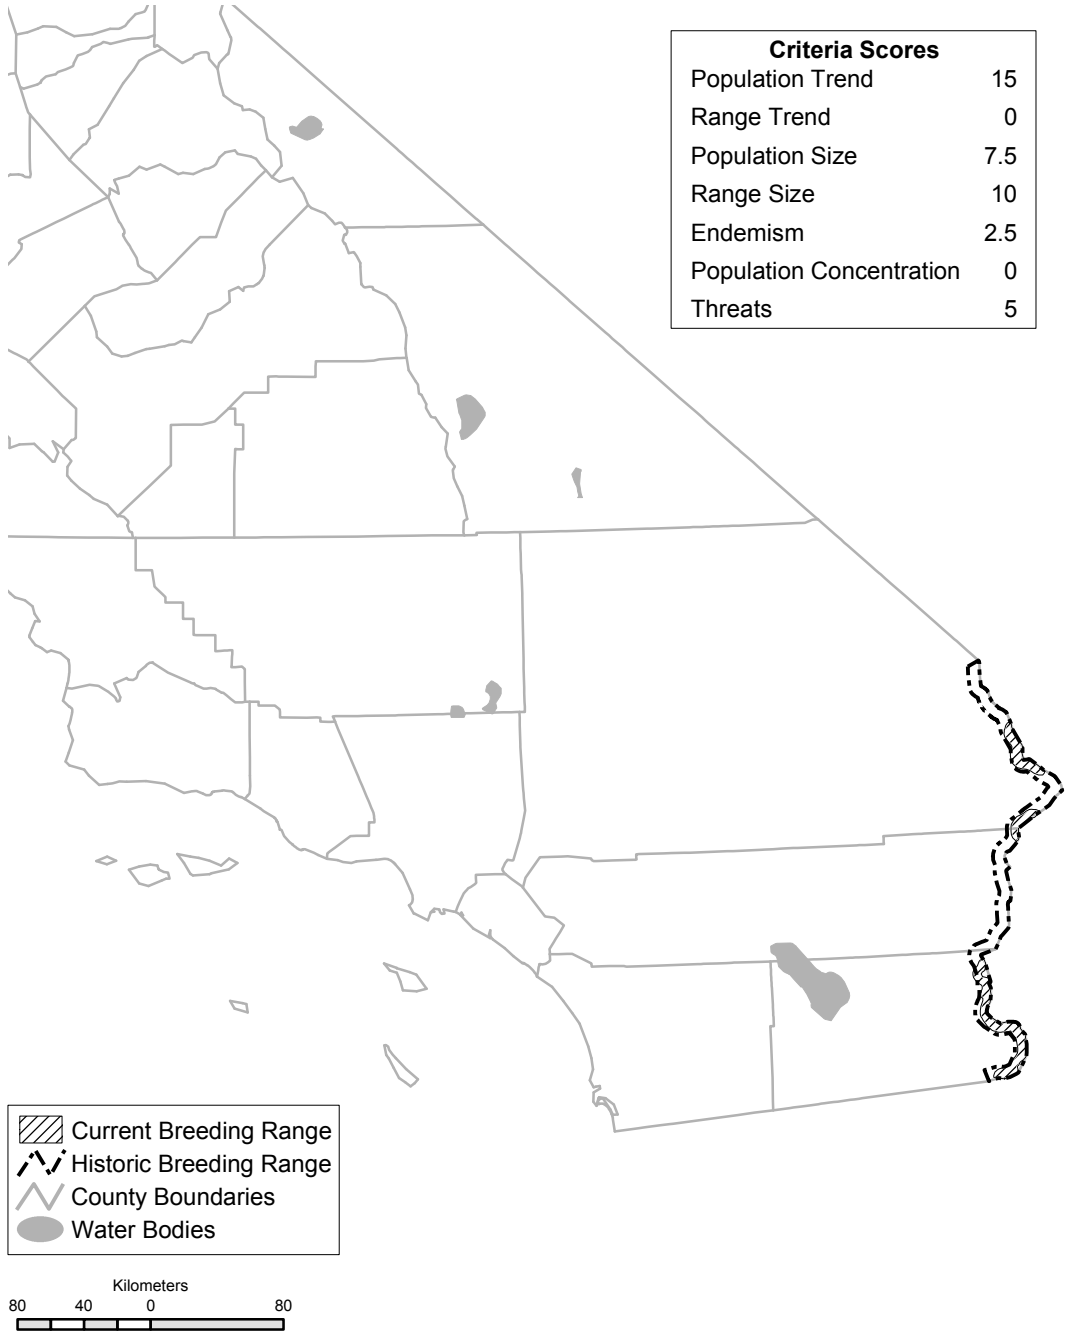 Criteria Scores
Population Trend 15
Range Trend 0
Population Size 7.5
Range Size 10
Endemism 2.5
Population Concentration 0
Threats 5
Current Breeding Range
Historic Breeding Range
County Boundaries
Water Bodies
Kilometers
80 40 0 80